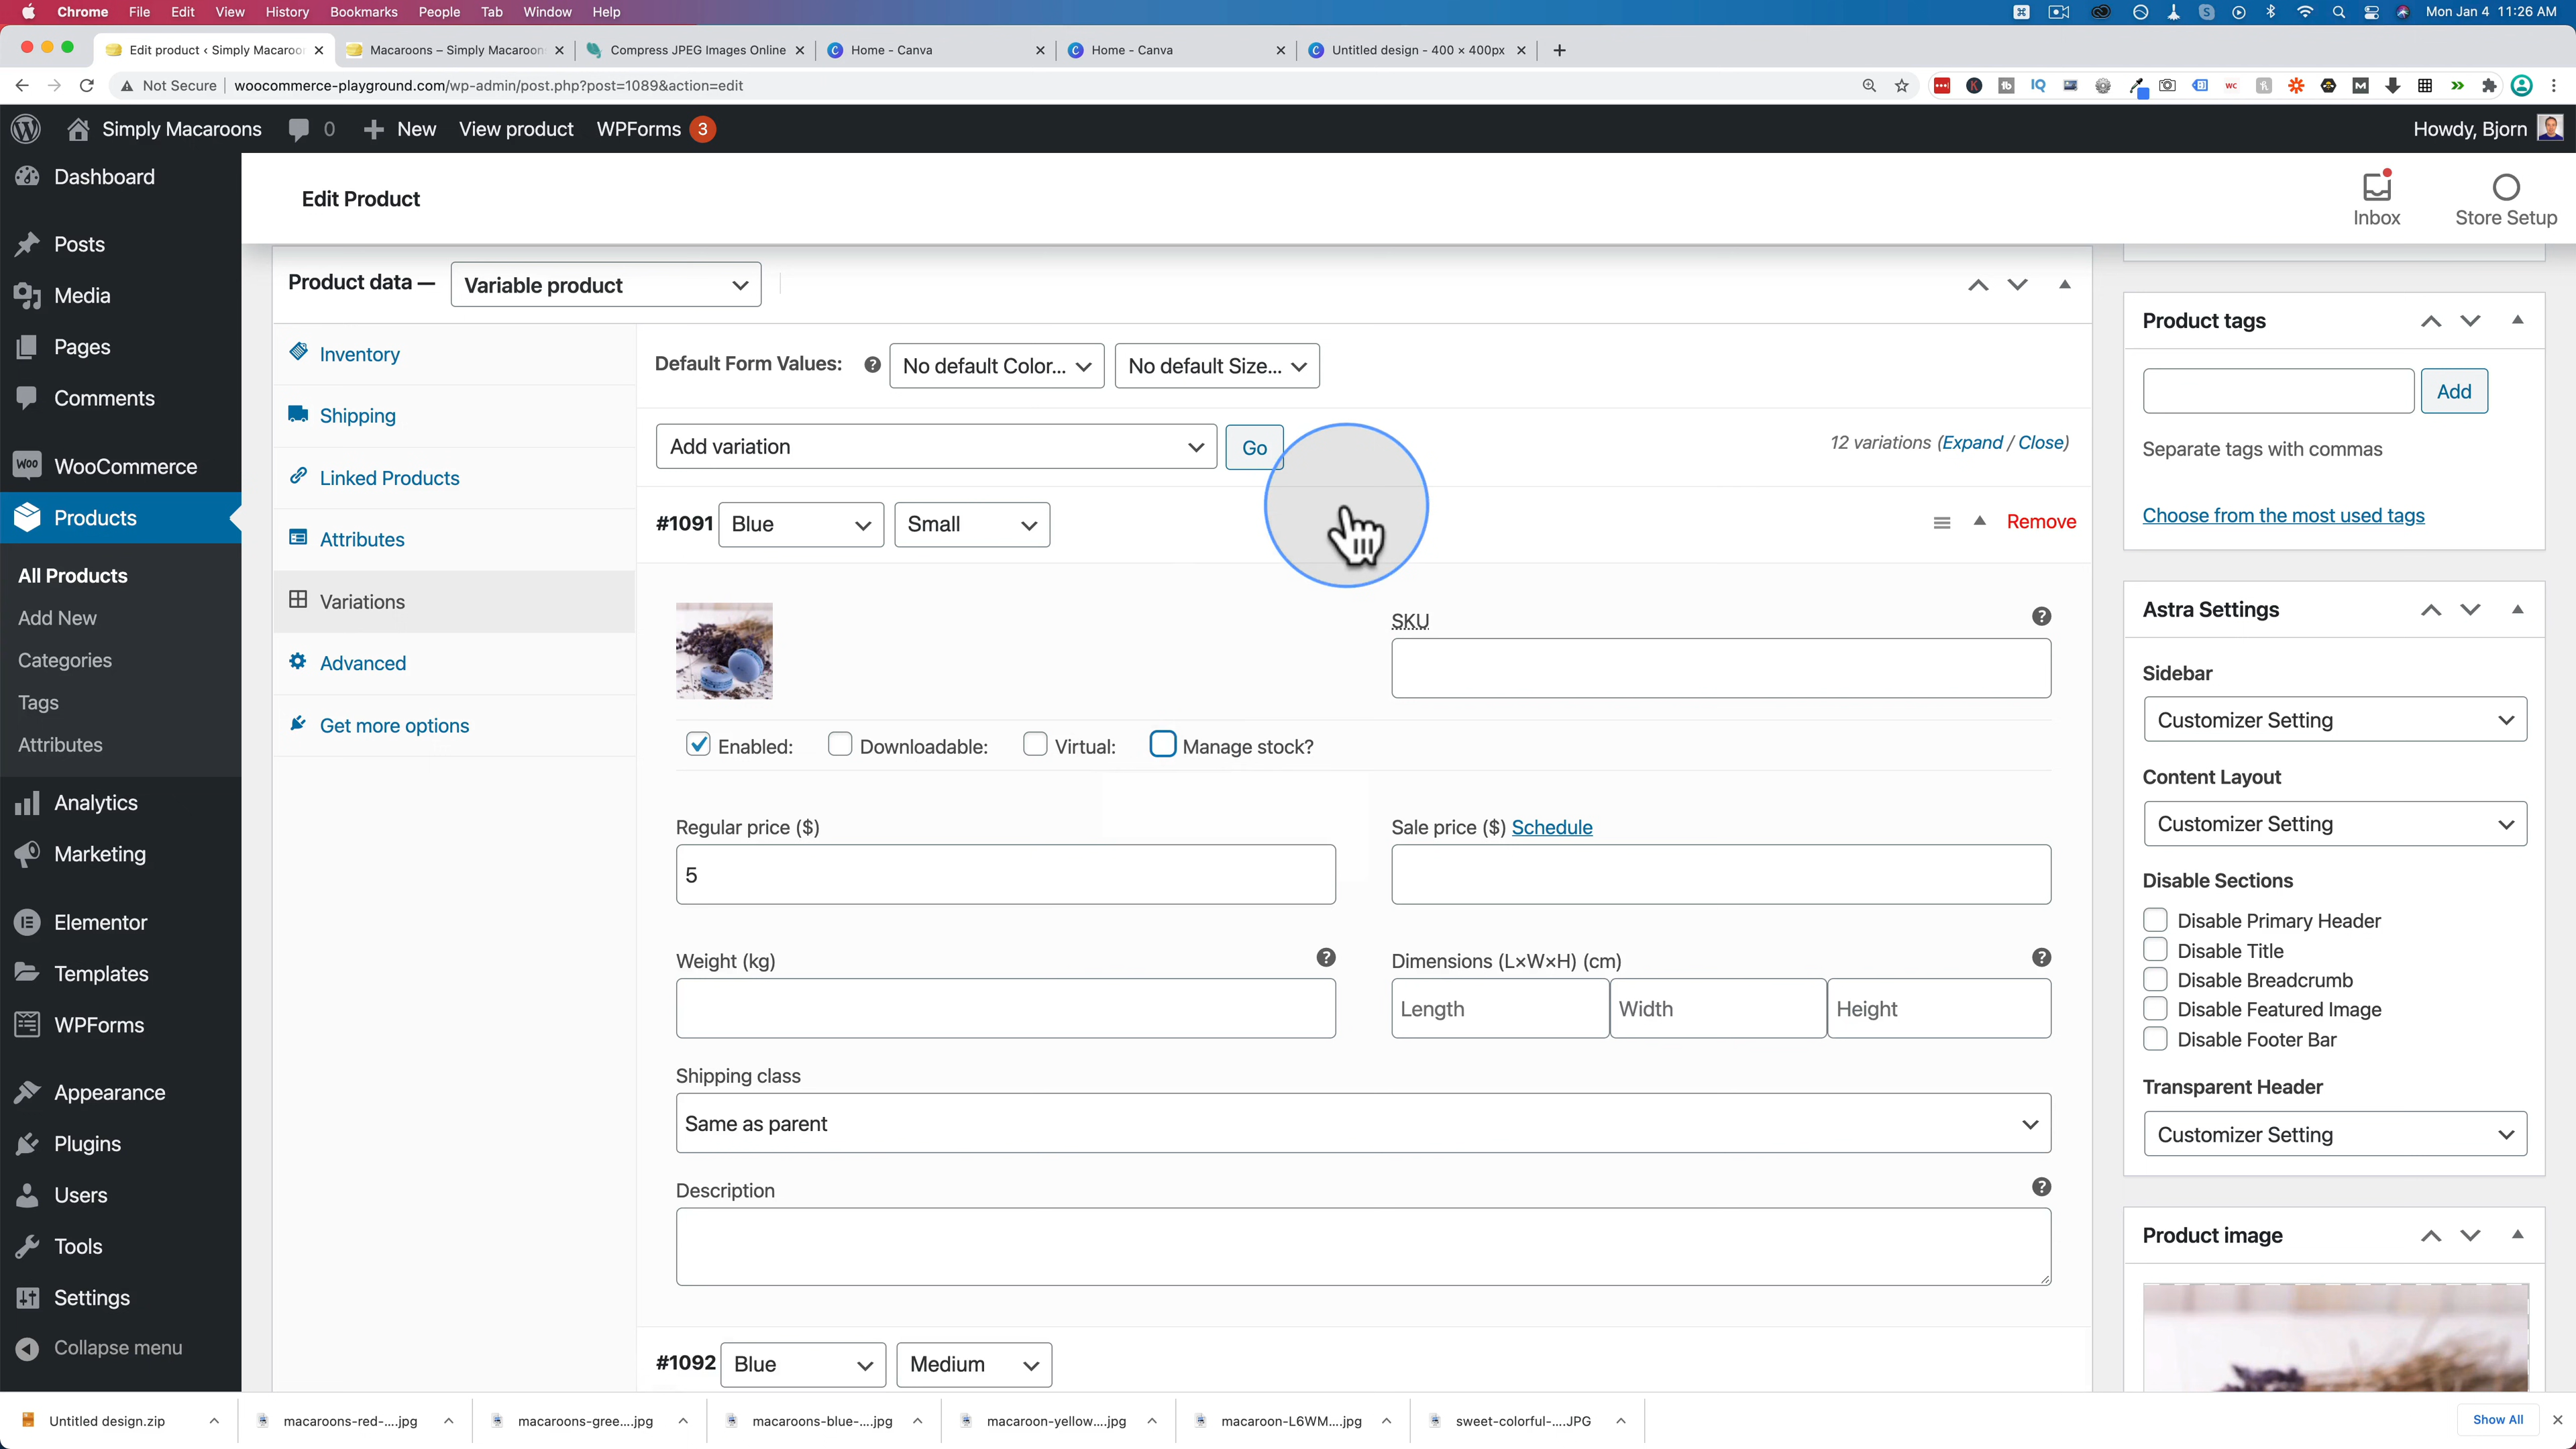 Chrome File Edit View History Bookmarks People Tab Window Help Mon Jan 4 11:26 AM
Edit product ‹ Simply Macaroo Macaroons – Simply Macaroons Compress JPEG Images Online Home - Canva Home - Canva Untitled design - 400 × 400px
Not Secure woocommerce-playground.com/wp-admin/post.php?post=1089&action=edit
Simply Macaroons 0 New View product WPForms 3 Howdy, Bjorn
Dashboard
Posts
Media
Pages
Comments
WooCommerce
Products
All Products
Add New
Categories
Tags
Attributes
Analytics
Marketing
Elementor
Templates
WPForms
Appearance
Plugins
Users
Tools
Settings
Collapse menu
Edit Product
Inbox
Store Setup
Product data — Variable product
Inventory
Shipping
Linked Products
Attributes
Variations
Advanced
Get more options
Default Form Values: No default Color... No default Size...
Add variation Go 12 variations (Expand / Close)
#1091 Blue Small Remove
SKU
Enabled: Downloadable: Virtual: Manage stock?
Regular price ($) Sale price ($) Schedule
5
Weight (kg) Dimensions (L×W×H) (cm)
Length Width Height
Shipping class
Same as parent
Description
#1092 Blue Medium
Product tags
Add
Separate tags with commas
Choose from the most used tags
Astra Settings
Sidebar
Customizer Setting
Content Layout
Customizer Setting
Disable Sections
Disable Primary Header
Disable Title
Disable Breadcrumb
Disable Featured Image
Disable Footer Bar
Transparent Header
Customizer Setting
Product image
Untitled design.zip macaroons-red-....jpg macaroons-gree....jpg macaroons-blue-....jpg macaroon-yellow....jpg macaroon-L6WM....jpg sweet-colorful-....JPG Show All